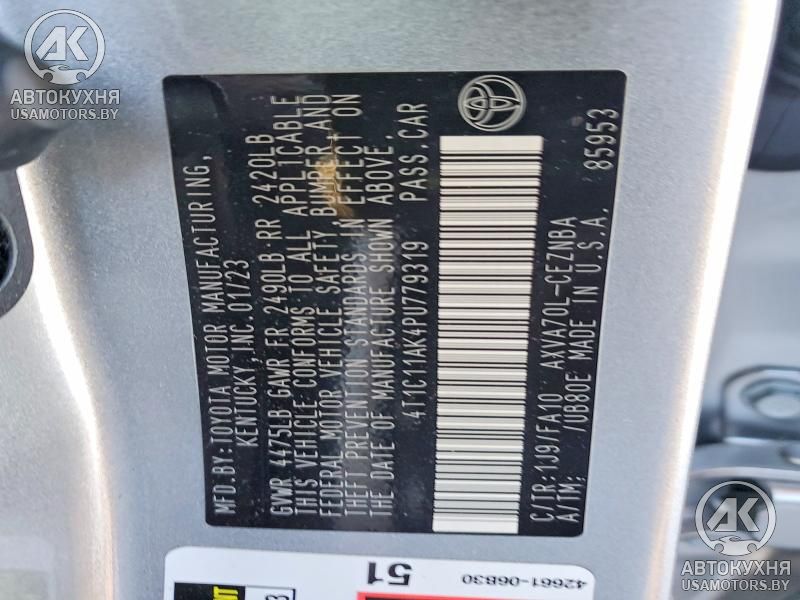 MFD.BY:TOYOTA MOTOR MANUFACTURING,
KENTUCKY, INC.01/23
GVWR 4475LB GAWR FR 2490LB RR 2420LB
THIS VEHICLE CONFORMS TO ALL APPLICABLE
FEDERAL MOTOR VEHICLE SAFETY, BUMPER AND
THEFT PREVENTION STANDARDS IN EFFECT ON
THE DATE OF MANUFACTURE SHOWN ABOVE.
4T1C11AK4PU779319 PASS.CAR
C/TR:1J9/FA10 AXVA70L-CEZNBA
A/TM: /UB80E MADE IN U.S.A. 85953
51
42661-06B30
AK
АВТОКУХНЯ
USAMOTORS.BY
AK
АВТОКУХНЯ
USAMOTORS.BY